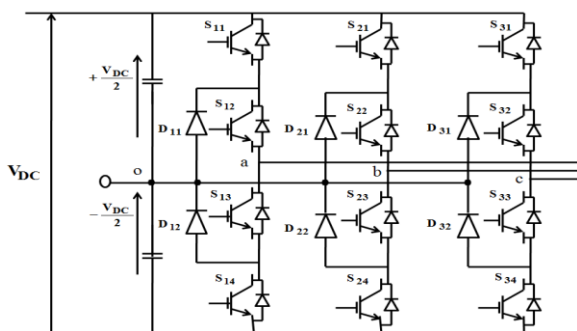 S11
S21
S31
+ VDC/2
S12
S22
S32
D11
D21
D31
VDC
o
a
b
c
− VDC/2
S13
S23
S33
D12
D22
D32
S14
S24
S34